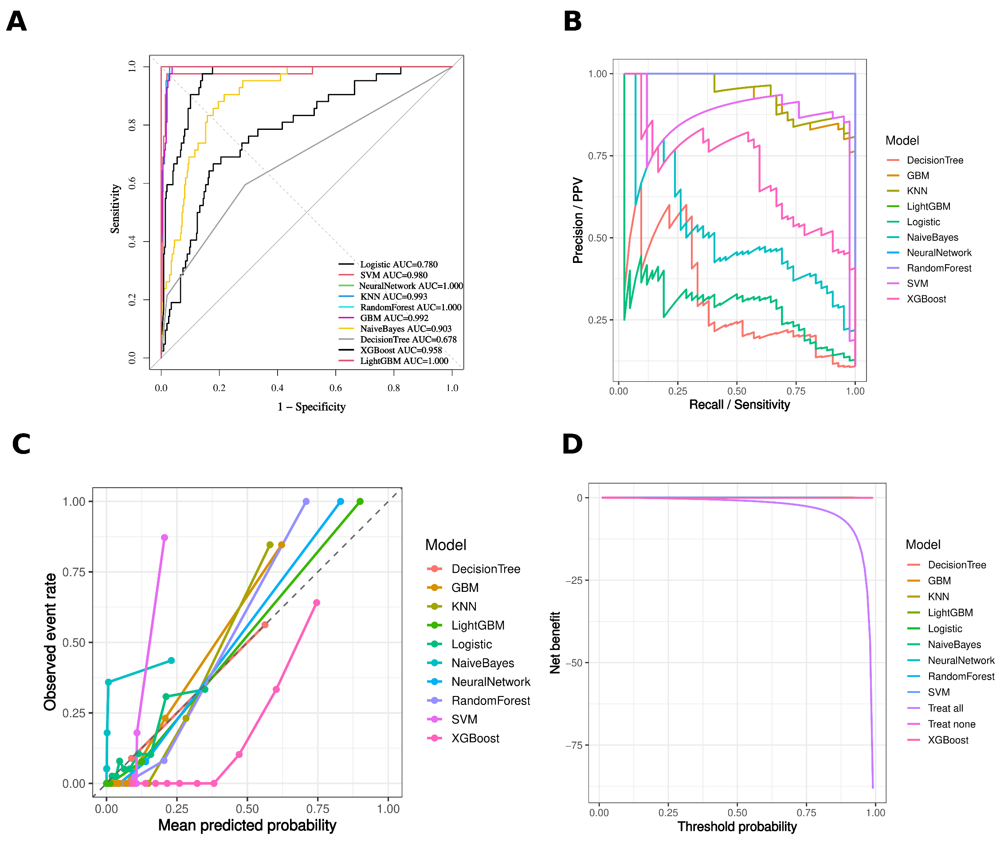 A
Sensitivity
1.0
0.8
0.6
0.4
0.2
0.0
Logistic AUC=0.780
SVM AUC=0.980
NeuralNetwork AUC=1.000
KNN AUC=0.993
RandomForest AUC=1.000
GBM AUC=0.992
NaiveBayes AUC=0.903
DecisionTree AUC=0.678
XGBoost AUC=0.958
LightGBM AUC=1.000
0.0 0.2 0.4 0.6 0.8 1.0
1 – Specificity
B
Precision / PPV
1.00
0.75
0.50
0.25
0.00 0.25 0.50 0.75 1.00
Recall / Sensitivity
Model
DecisionTree
GBM
KNN
LightGBM
Logistic
NaiveBayes
NeuralNetwork
RandomForest
SVM
XGBoost
C
Observed event rate
1.00
0.75
0.50
0.25
0.00
0.00 0.25 0.50 0.75 1.00
Mean predicted probability
Model
DecisionTree
GBM
KNN
LightGBM
Logistic
NaiveBayes
NeuralNetwork
RandomForest
SVM
XGBoost
D
Net benefit
0
−25
−50
−75
0.00 0.25 0.50 0.75 1.00
Threshold probability
Model
DecisionTree
GBM
KNN
LightGBM
Logistic
NaiveBayes
NeuralNetwork
RandomForest
SVM
Treat all
Treat none
XGBoost